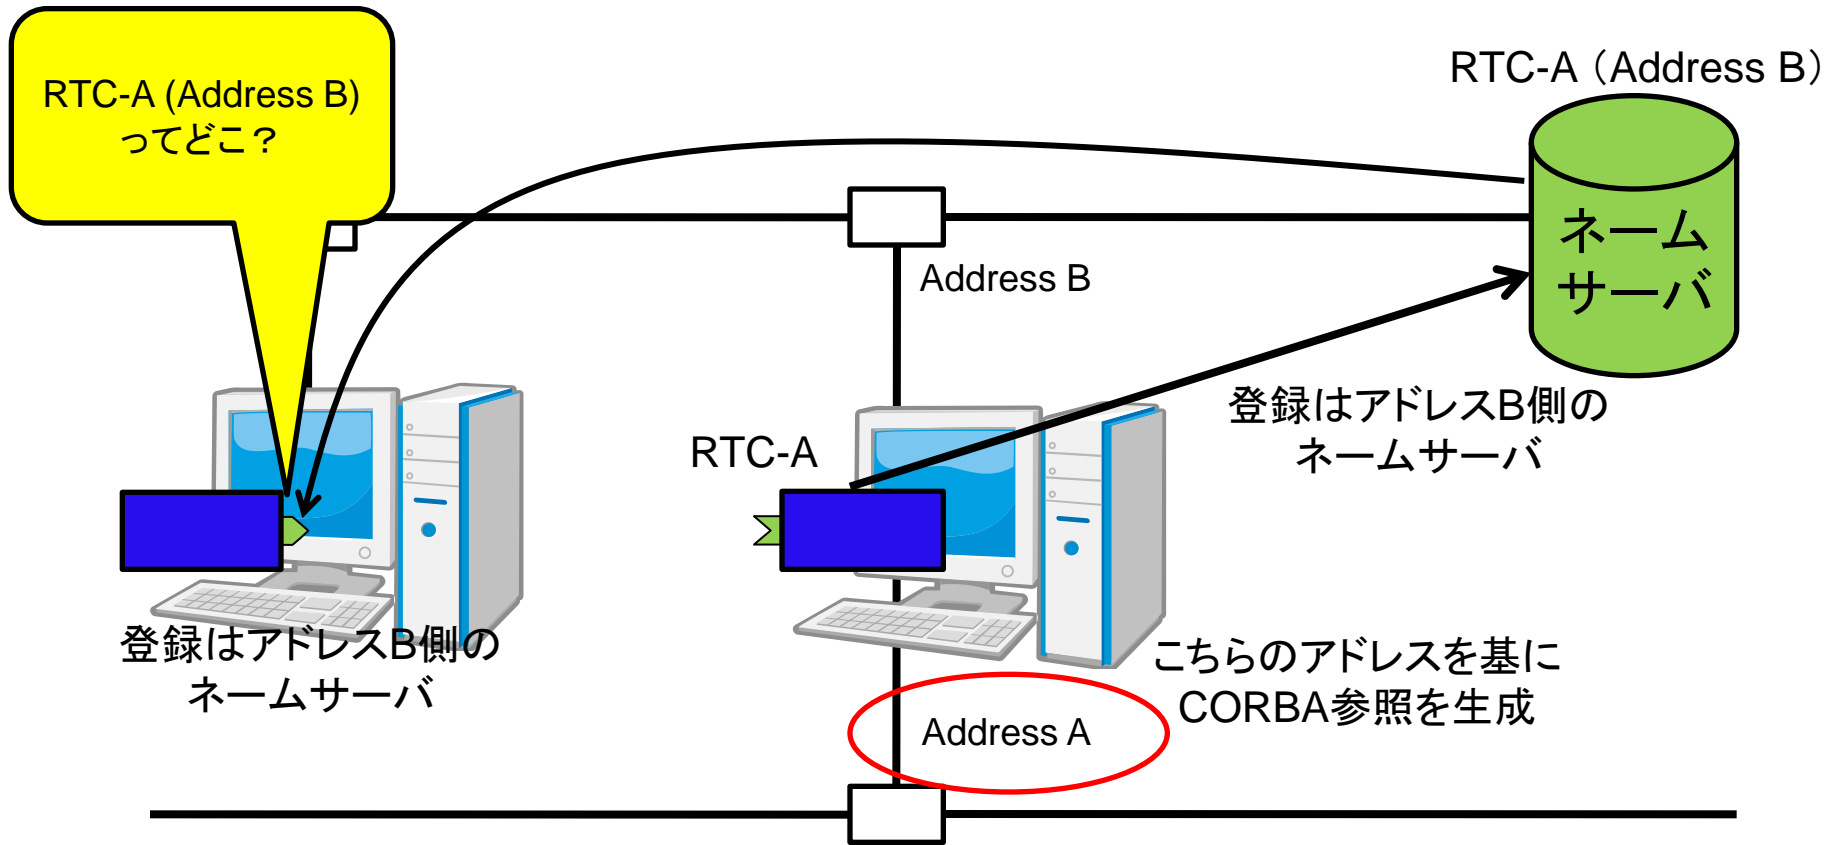 RTC-A (Address B)
ってどこ？
RTC-A（Address B）
ネーム
サーバ
Address B
登録はアドレスB側の
ネームサーバ
RTC-A
登録はアドレスB側の
ネームサーバ
こちらのアドレスを基に
CORBA参照を生成
Address A